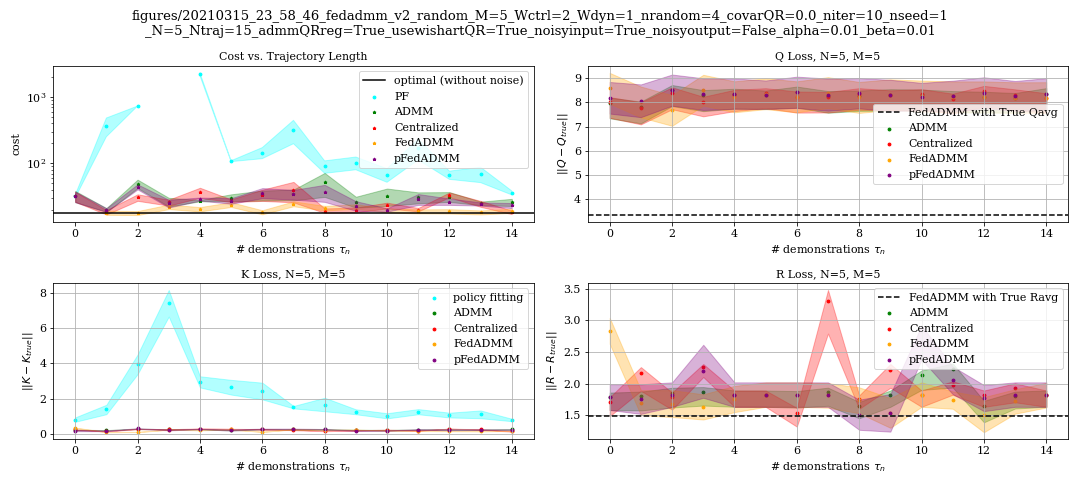 figures/20210315_23_58_46_fedadmm_v2_random_M=5_Wctrl=2_Wdyn=1_nrandom=4_covarQR=0.0_niter=10_nseed=1
_N=5_Ntraj=15_admmQRreg=True_usewishartQR=True_noisyinput=True_noisyoutput=False_alpha=0.01_beta=0.01
Cost vs. Trajectory Length
cost
10³
10²
optimal (without noise)
PF
ADMM
Centralized
FedADMM
pFedADMM
0 2 4 6 8 10 12 14
# demonstrations τₙ
Q Loss, N=5, M=5
||Q − Q_true||
9
8
7
6
5
4
FedADMM with True Qavg
ADMM
Centralized
FedADMM
pFedADMM
0 2 4 6 8 10 12 14
# demonstrations τₙ
K Loss, N=5, M=5
||K − K_true||
8
6
4
2
0
policy fitting
ADMM
Centralized
FedADMM
pFedADMM
0 2 4 6 8 10 12 14
# demonstrations τₙ
R Loss, N=5, M=5
||R − R_true||
3.5
3.0
2.5
2.0
1.5
FedADMM with True Ravg
ADMM
Centralized
FedADMM
pFedADMM
0 2 4 6 8 10 12 14
# demonstrations τₙ